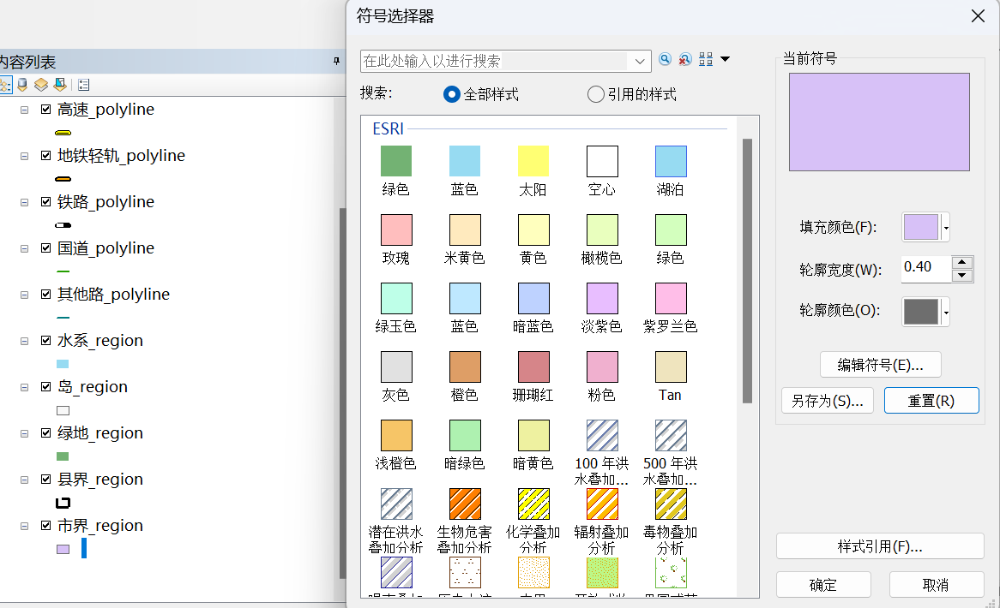 符号选择器
内容列表
高速_polyline
地铁轻轨_polyline
铁路_polyline
国道_polyline
其他路_polyline
水系_region
岛_region
绿地_region
县界_region
市界_region
在此处输入以进行搜索
搜索:
全部样式
引用的样式
ESRI
绿色
蓝色
太阳
空心
湖泊
玫瑰
米黄色
黄色
橄榄色
绿色
绿玉色
蓝色
暗蓝色
淡紫色
紫罗兰色
灰色
橙色
珊瑚红
粉色
Tan
浅橙色
暗绿色
暗黄色
100 年洪
水叠加...
500 年洪
水叠加...
潜在洪水
叠加分析
生物危害
叠加分析
化学叠加
分析
辐射叠加
分析
毒物叠加
分析
当前符号
填充颜色(F):
轮廓宽度(W):
0.40
轮廓颜色(O):
编辑符号(E)...
另存为(S)...
重置(R)
样式引用(F)...
确定
取消